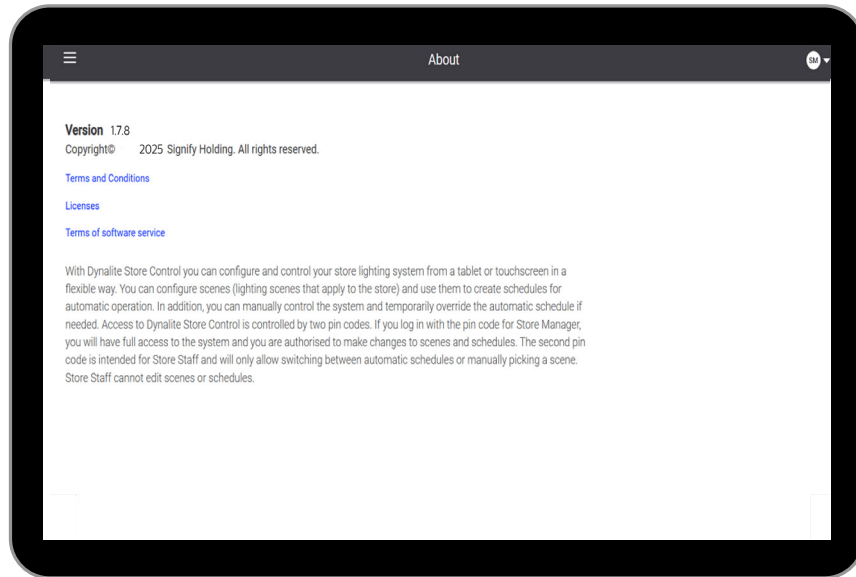 About
SM
Version 1.7.8
Copyright© 2025 Signify Holding. All rights reserved.
Terms and Conditions
Licenses
Terms of software service
With Dynalite Store Control you can configure and control your store lighting system from a tablet or touchscreen in a
flexible way. You can configure scenes (lighting scenes that apply to the store) and use them to create schedules for
automatic operation. In addition, you can manually control the system and temporarily override the automatic schedule if
needed. Access to Dynalite Store Control is controlled by two pin codes. If you log in with the pin code for Store Manager,
you will have full access to the system and you are authorised to make changes to scenes and schedules. The second pin
code is intended for Store Staff and will only allow switching between automatic schedules or manually picking a scene.
Store Staff cannot edit scenes or schedules.